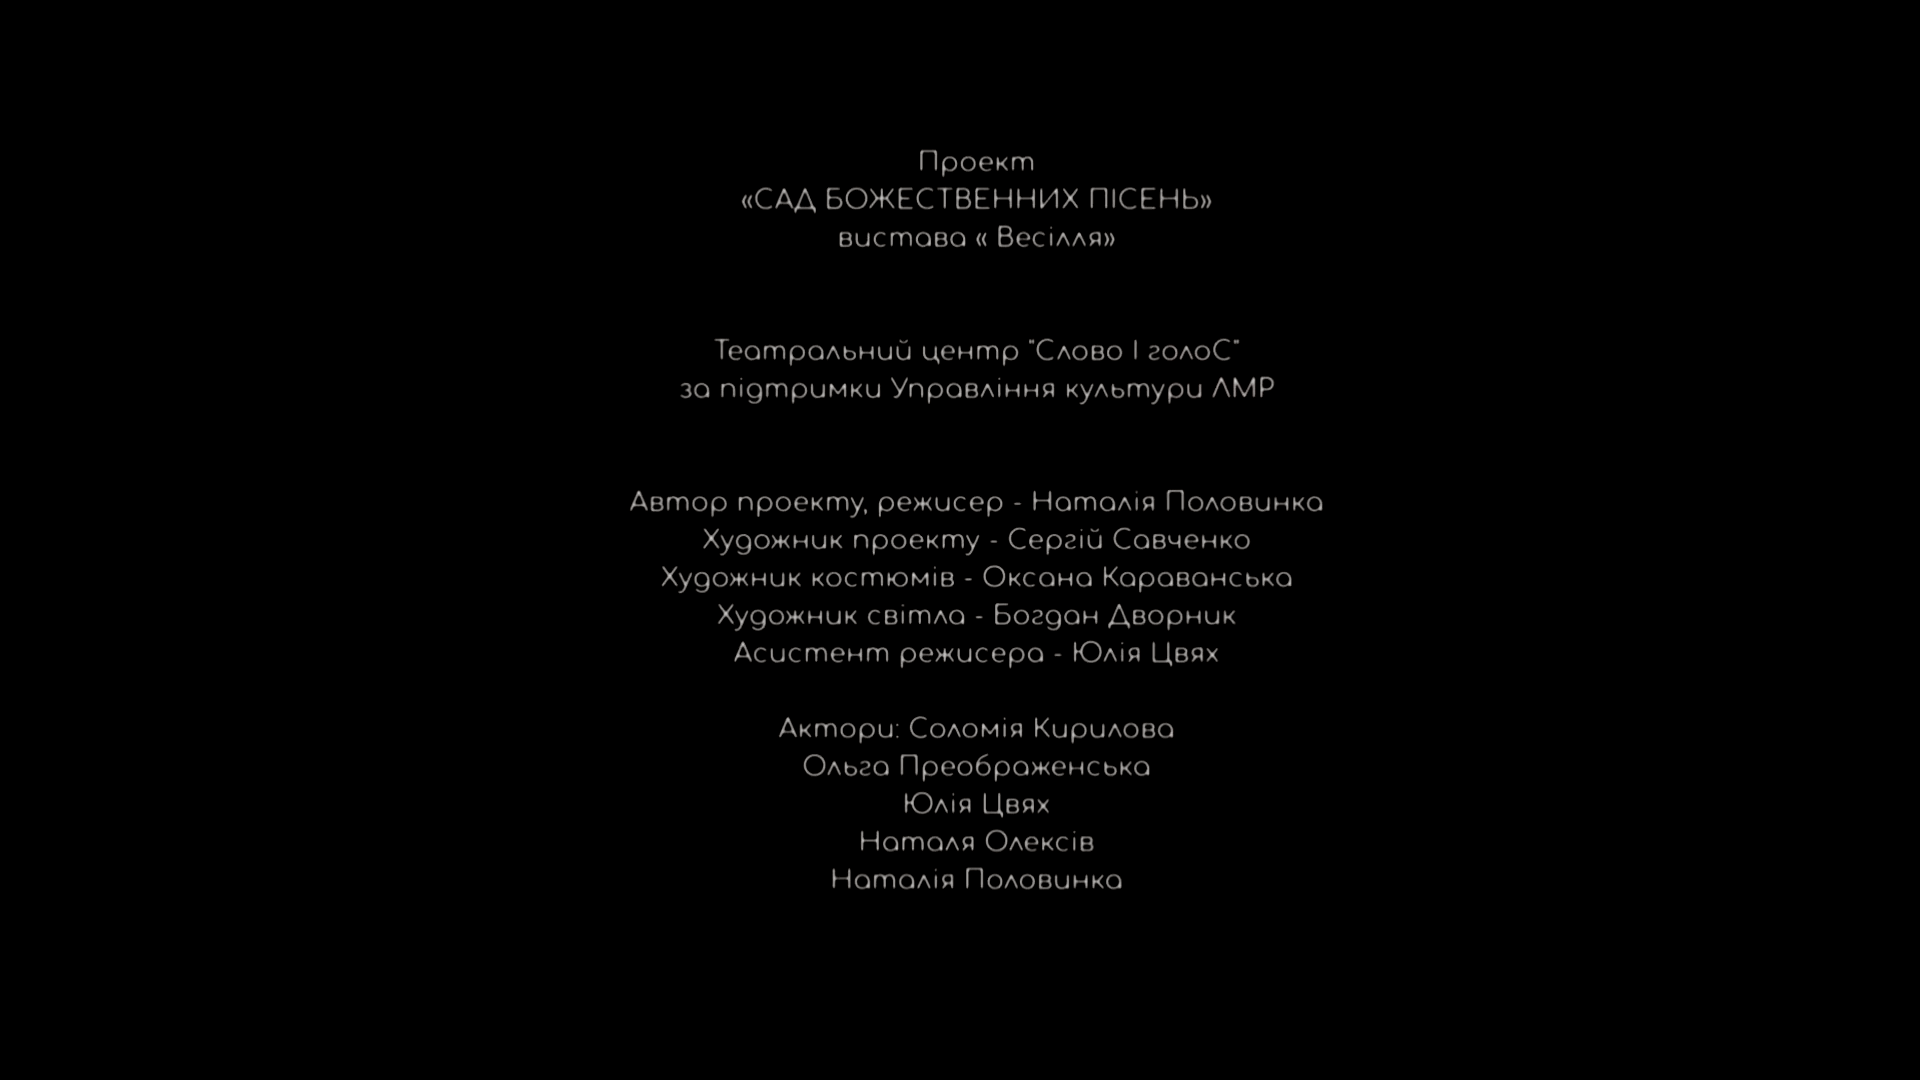 Проект
«САД БОЖЕСТВЕННИХ ПІСЕНЬ»
вистава « Весілля»
Театральний центр "Слово І голоС"
за підтримки Управління культури ЛМР
Автор проекту, режисер - Наталія Половинка
Художник проекту - Сергій Савченко
Художник костюмів - Оксана Караванська
Художник світла - Богдан Дворник
Асистент режисера - Юлія Цвях
Актори: Соломія Кирилова
Ольга Преображенська
Юлія Цвях
Наталя Олексів
Наталія Половинка